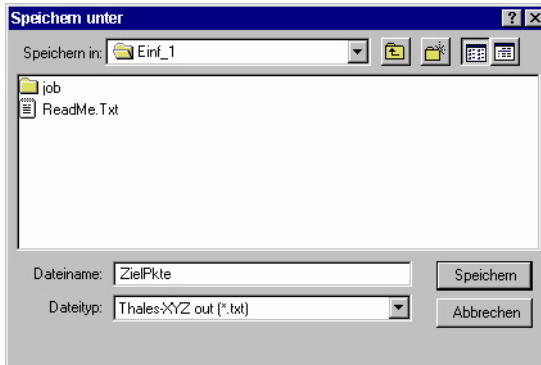 Speichern unter
Speichern in: Einf_1
job
ReadMe.Txt
Dateiname: ZielPkte Speichern
Dateityp: Thales-XYZ out (*.txt) Abbrechen